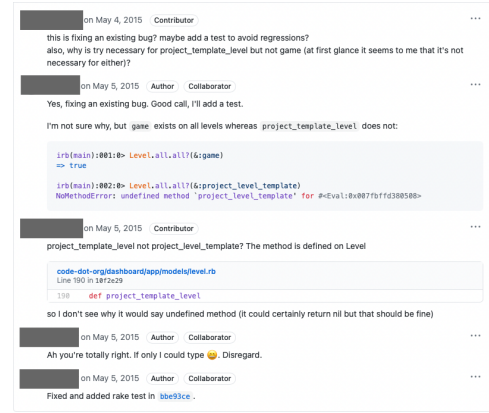 on May 4, 2015 Contributor ...
this is fixing an existing bug? maybe add a test to avoid regressions?
also, why is try necessary for project_template_level but not game (at first glance it seems to me that it's not
necessary for either)?
on May 5, 2015 Author Collaborator ...
Yes, fixing an existing bug. Good call, I'll add a test.
I'm not sure why, but game exists on all levels whereas project_template_level does not:
irb(main):001:0> Level.all.all?(&:game)
=> true
irb(main):002:0> Level.all.all?(&:project_level_template)
NoMethodError: undefined method `project_level_template' for #<Eval:0x007fbffd380508>
on May 5, 2015 Contributor ...
project_template_level not project_level_template? The method is defined on Level
code-dot-org/dashboard/app/models/level.rb
Line 190 in 10f2e29
190 def project_template_level
so I don't see why it would say undefined method (it could certainly return nil but that should be fine)
on May 5, 2015 Author Collaborator ...
Ah you're totally right. If only I could type 😄. Disregard.
on May 5, 2015 Author Collaborator ...
Fixed and added rake test in bbe93ce.